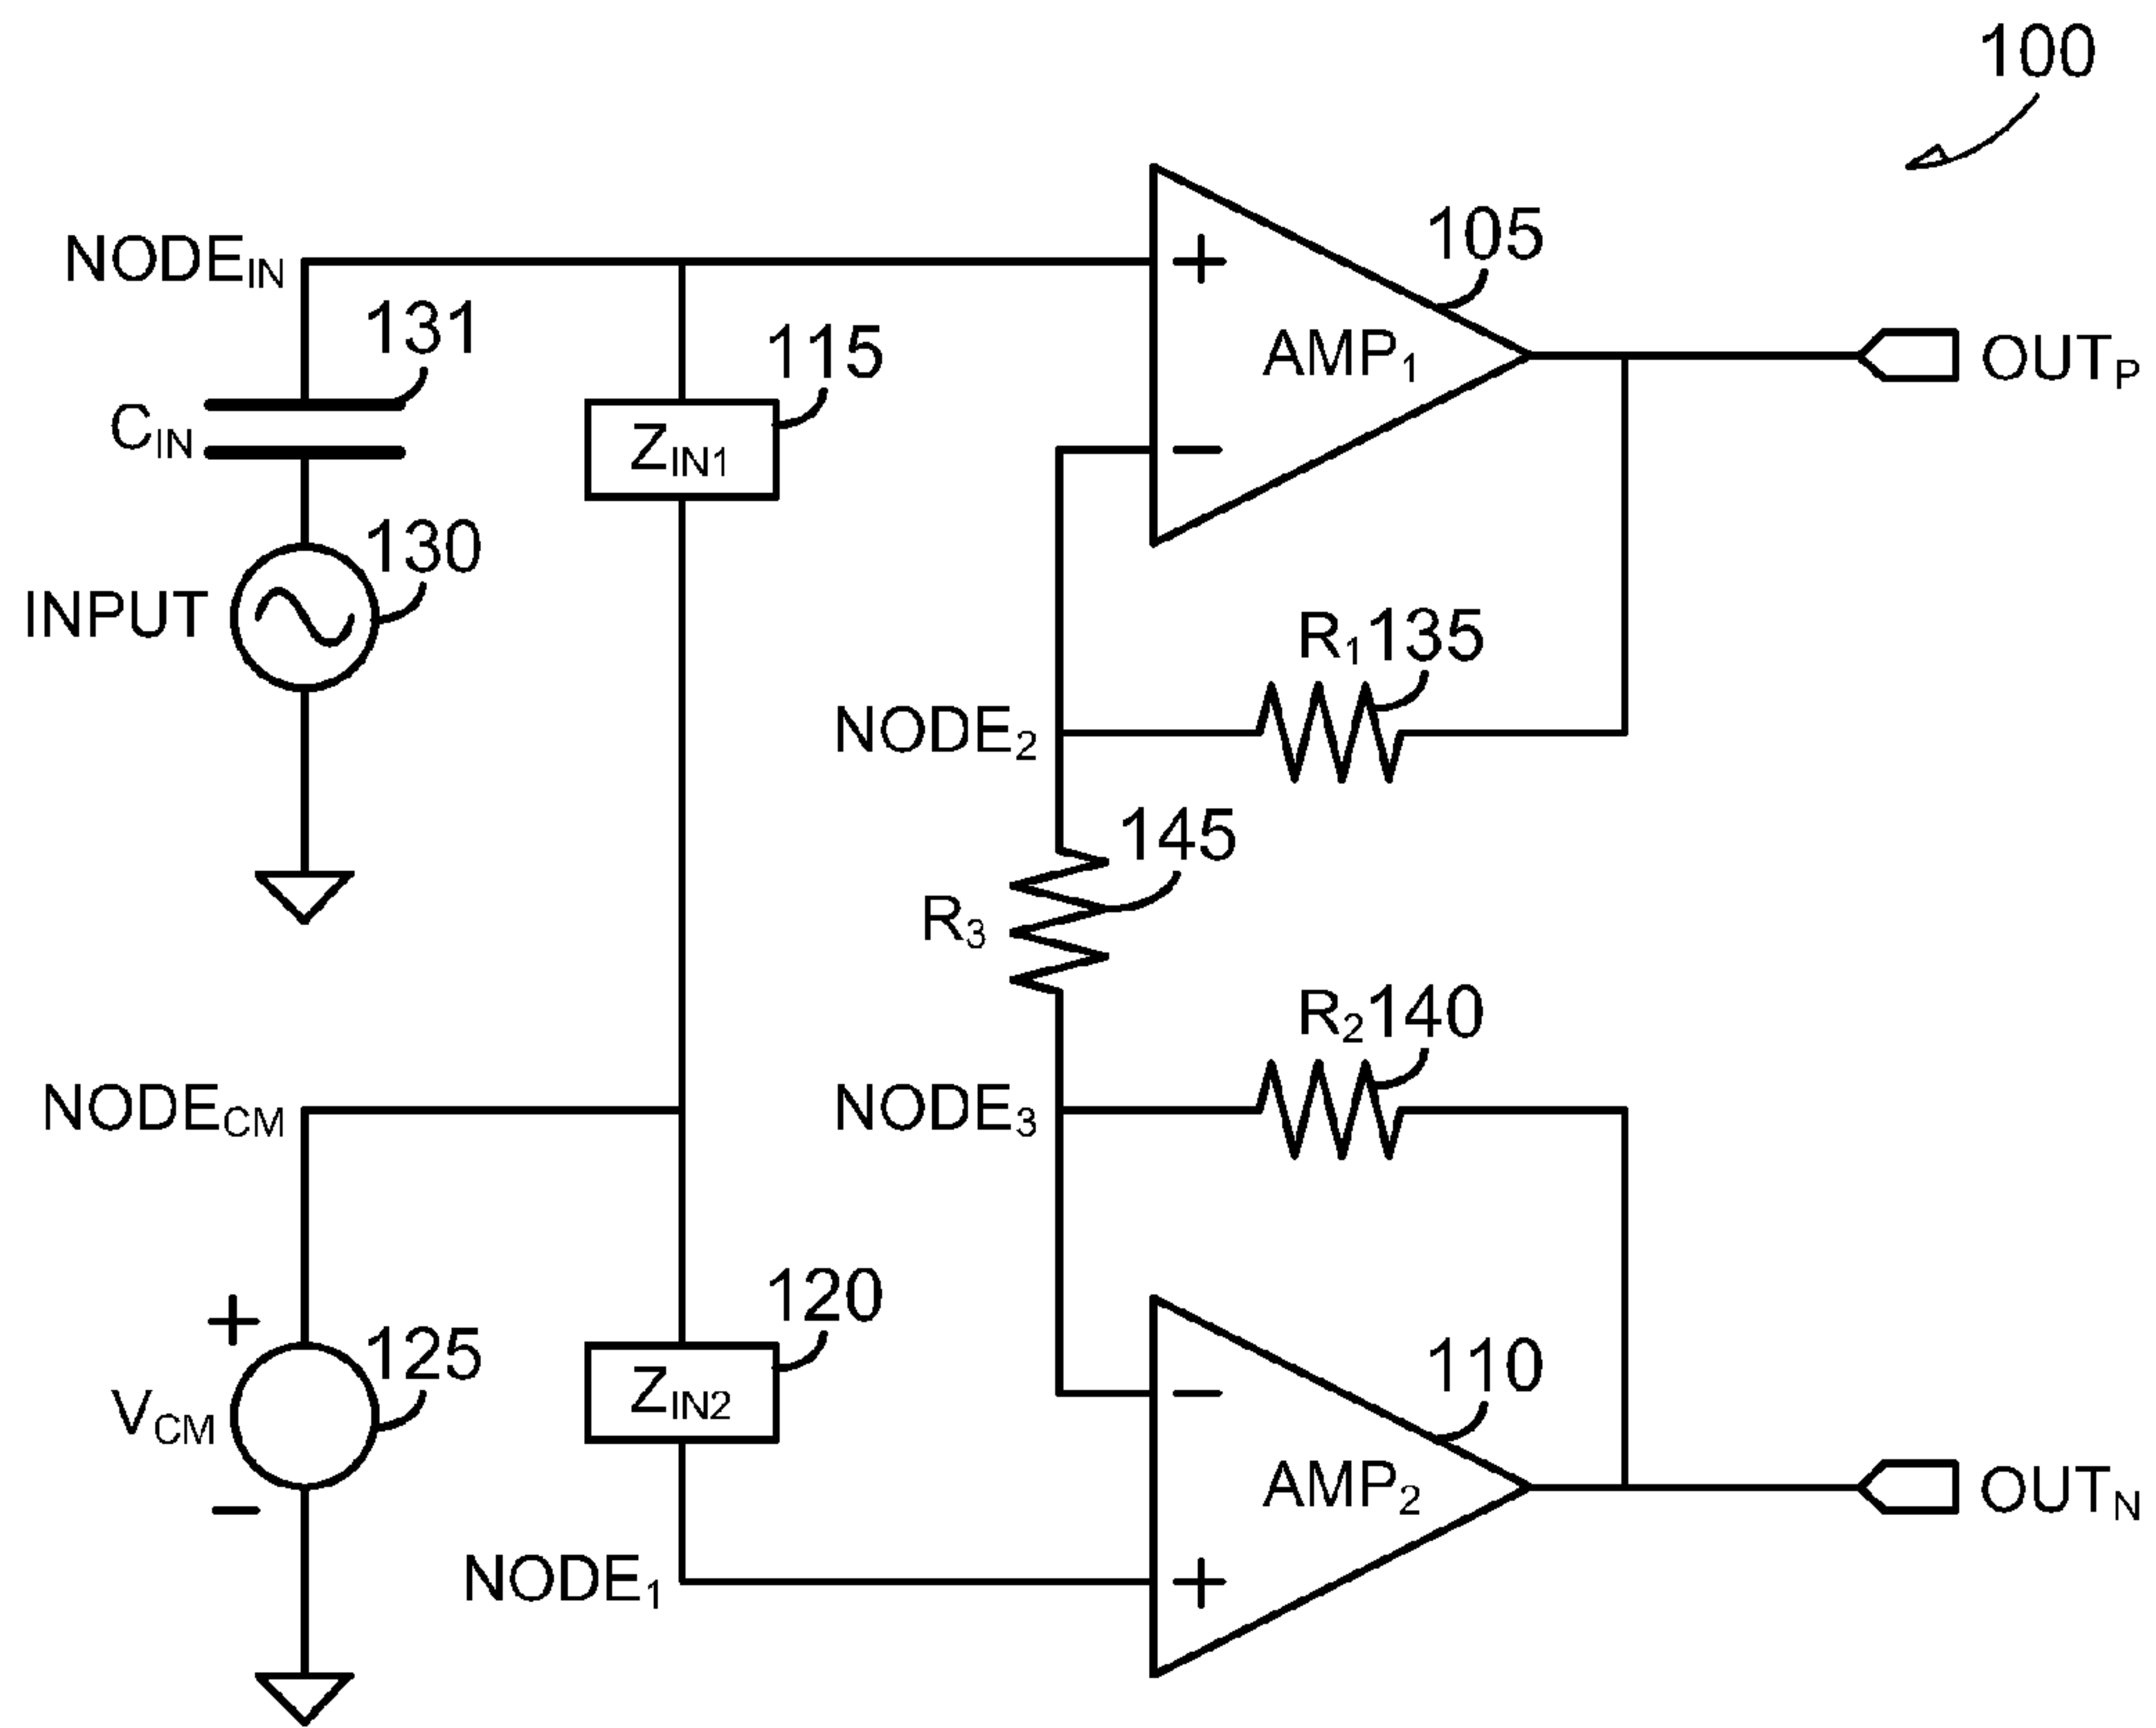 100
NODE_IN
131
C_IN
115
Z_IN1
105
+
AMP_1
−
OUT_P
130
INPUT
R_1 135
NODE_2
145
R_3
R_2 140
NODE_CM
NODE_3
120
Z_IN2
+
125
V_CM
−
110
−
AMP_2
+
OUT_N
NODE_1